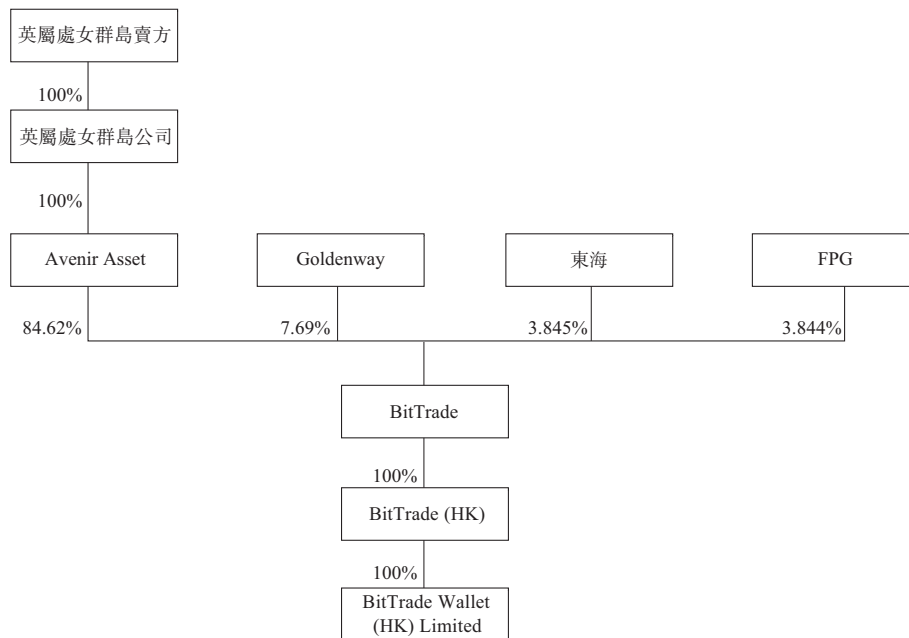 英屬處女群島賣方
100%
英屬處女群島公司
100%
Avenir Asset
Goldenway
東海
FPG
84.62%
7.69%
3.845%
3.844%
BitTrade
100%
BitTrade (HK)
100%
BitTrade Wallet
(HK) Limited